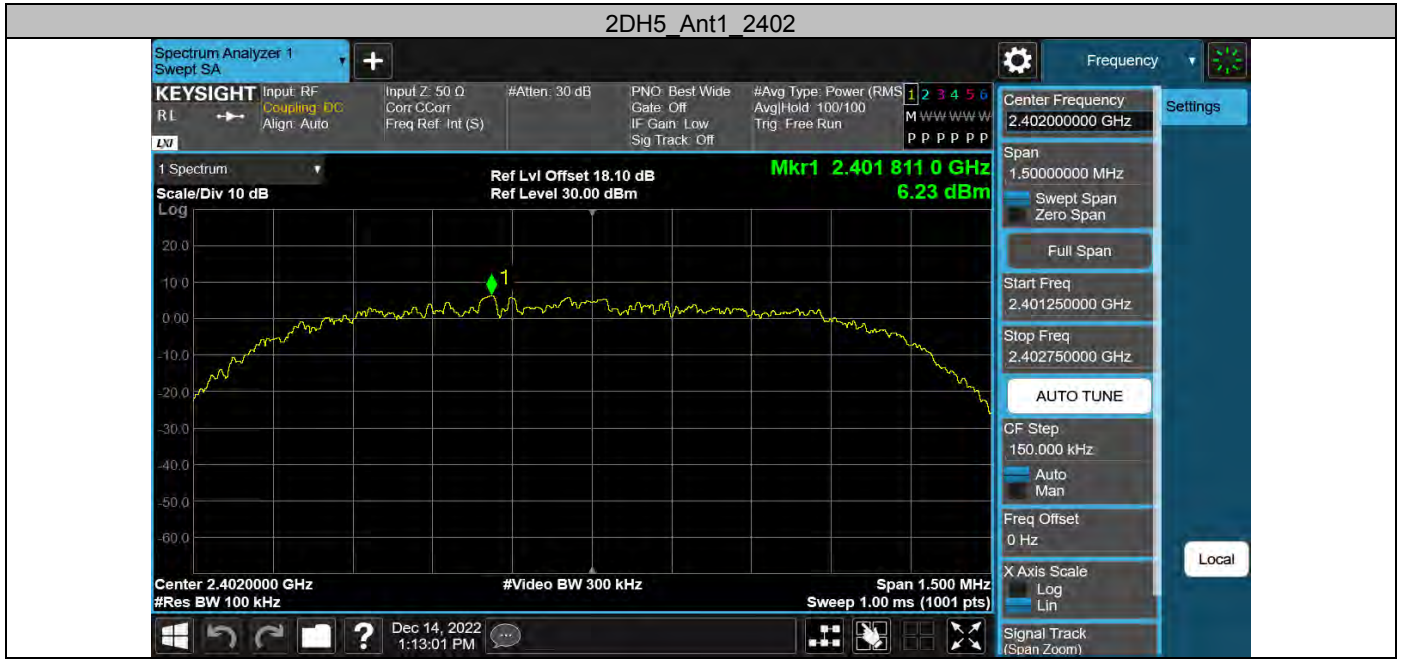 2DH5_Ant1_2402
Spectrum Analyzer 1
Swept SA
Frequency
KEYSIGHT
RL
LXI
Input: RF
Coupling: DC
Align: Auto
Input Z: 50 Ω
Corr CCorr
Freq Ref: Int (S)
#Atten: 30 dB
PNO: Best Wide
Gate: Off
IF Gain: Low
Sig Track: Off
#Avg Type: Power (RMS
Avg|Hold: 100/100
Trig: Free Run
1 2 3 4 5 6
M W W W W W
P P P P P P
1 Spectrum
Scale/Div 10 dB
Log
Ref Lvl Offset 18.10 dB
Ref Level 30.00 dBm
Mkr1 2.401 811 0 GHz
6.23 dBm
1
20.0
10.0
0.00
-10.0
-20.0
-30.0
-40.0
-50.0
-60.0
Center 2.4020000 GHz
#Res BW 100 kHz
#Video BW 300 kHz
Span 1.500 MHz
Sweep 1.00 ms (1001 pts)
?
Dec 14, 2022
1:13:01 PM
Center Frequency
2.402000000 GHz
Settings
Span
1.50000000 MHz
Swept Span
Zero Span
Full Span
Start Freq
2.401250000 GHz
Stop Freq
2.402750000 GHz
AUTO TUNE
CF Step
150.000 kHz
Auto
Man
Freq Offset
0 Hz
X Axis Scale
Log
Lin
Local
Signal Track
(Span Zoom)